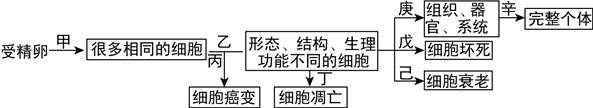 受精卵 甲 很多相同的细胞 乙 丙 形态、结构、生理功能不同的细胞 庚 组织、器官、系统 辛 完整个体
戊 细胞坏死
己 细胞衰老
细胞癌变 丁 细胞凋亡